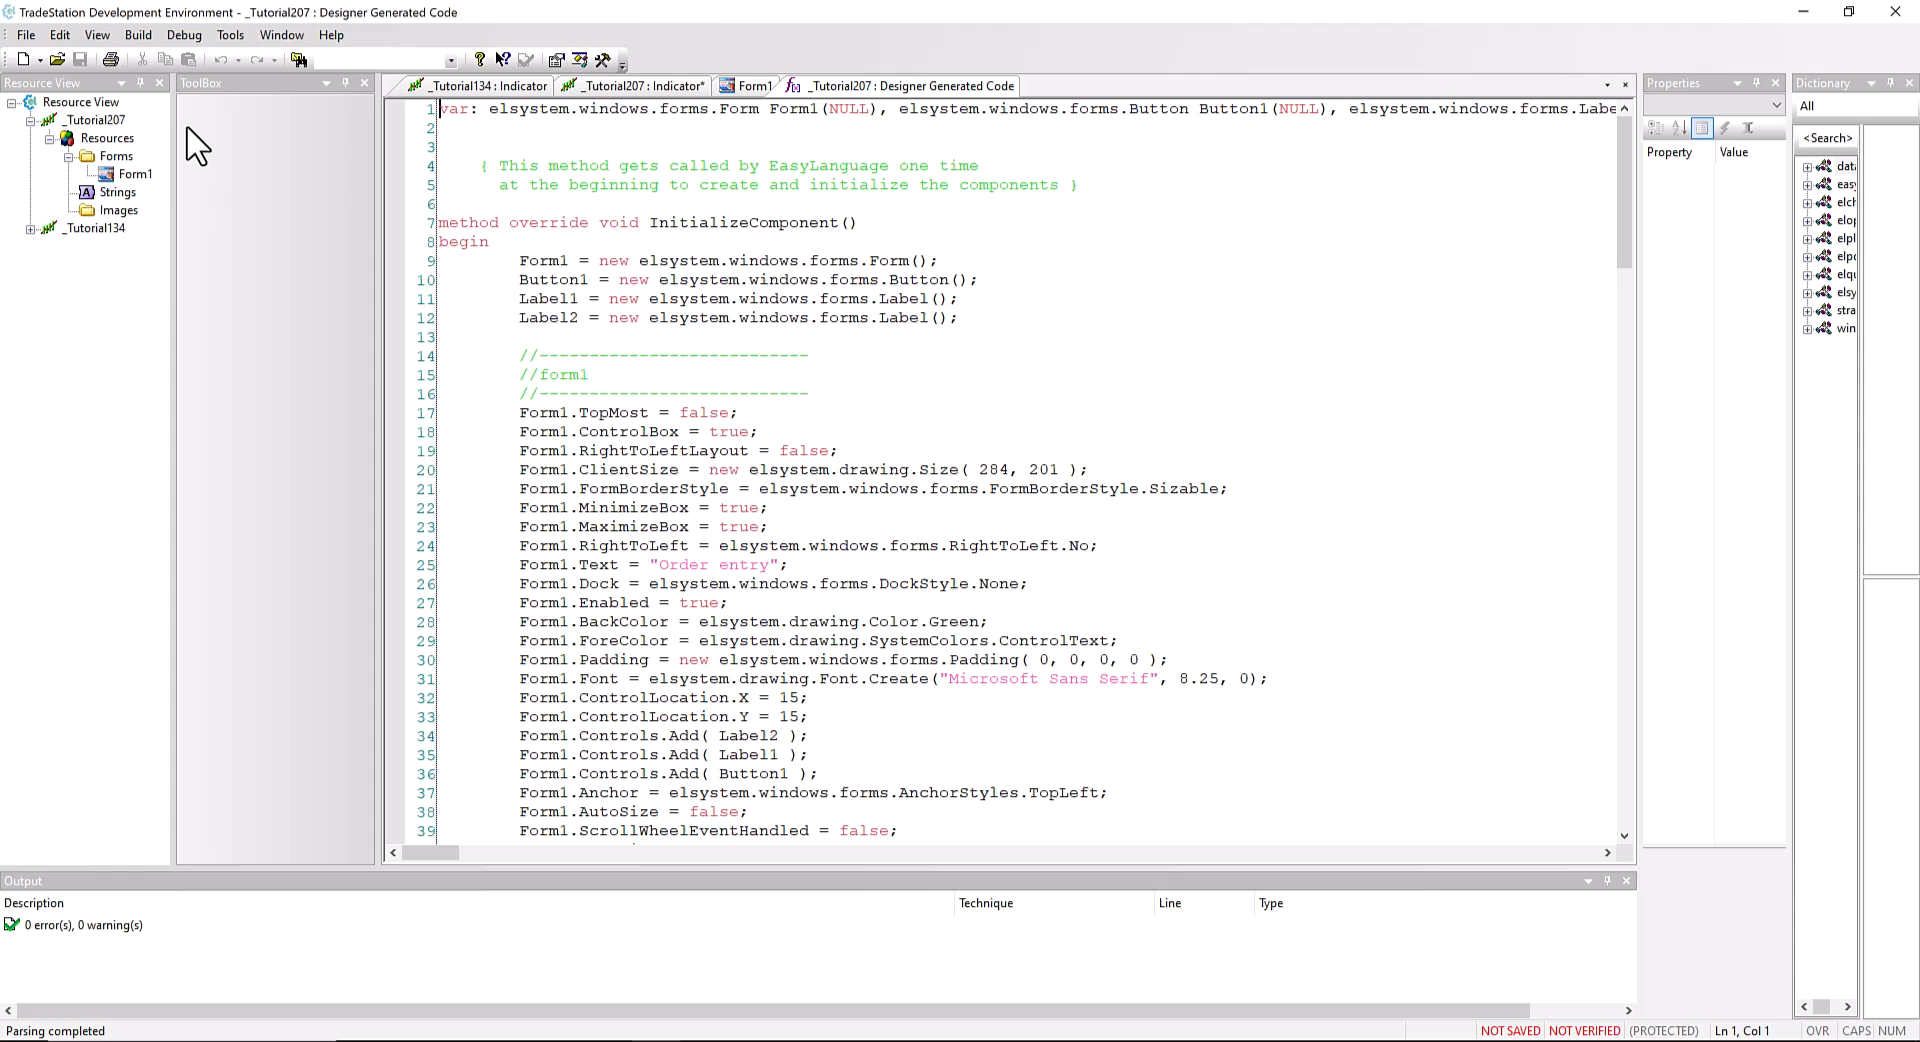 TradeStation Development Environment - _Tutorial207 : Designer Generated Code
File Edit View Build Debug Tools Window Help
Resource View
ToolBox
_Tutorial134 : Indicator
_Tutorial207 : Indicator*
Form1
_Tutorial207 : Designer Generated Code
Properties
Dictionary
Resource View
_Tutorial207
Resources
Forms
Form1
Strings
Images
_Tutorial134
1 var: elsystem.windows.forms.Form Form1(NULL), elsystem.windows.forms.Button Button1(NULL), elsystem.windows.forms.Labe
2
3
4 { This method gets called by EasyLanguage one time
5 at the beginning to create and initialize the components }
6
7 method override void InitializeComponent()
8 begin
9 Form1 = new elsystem.windows.forms.Form();
10 Button1 = new elsystem.windows.forms.Button();
11 Label1 = new elsystem.windows.forms.Label();
12 Label2 = new elsystem.windows.forms.Label();
13
14 //---------------------------
15 //form1
16 //---------------------------
17 Form1.TopMost = false;
18 Form1.ControlBox = true;
19 Form1.RightToLeftLayout = false;
20 Form1.ClientSize = new elsystem.drawing.Size( 284, 201 );
21 Form1.FormBorderStyle = elsystem.windows.forms.FormBorderStyle.Sizable;
22 Form1.MinimizeBox = true;
23 Form1.MaximizeBox = true;
24 Form1.RightToLeft = elsystem.windows.forms.RightToLeft.No;
25 Form1.Text = "Order entry";
26 Form1.Dock = elsystem.windows.forms.DockStyle.None;
27 Form1.Enabled = true;
28 Form1.BackColor = elsystem.drawing.Color.Green;
29 Form1.ForeColor = elsystem.drawing.SystemColors.ControlText;
30 Form1.Padding = new elsystem.windows.forms.Padding( 0, 0, 0, 0 );
31 Form1.Font = elsystem.drawing.Font.Create("Microsoft Sans Serif", 8.25, 0);
32 Form1.ControlLocation.X = 15;
33 Form1.ControlLocation.Y = 15;
34 Form1.Controls.Add( Label2 );
35 Form1.Controls.Add( Label1 );
36 Form1.Controls.Add( Button1 );
37 Form1.Anchor = elsystem.windows.forms.AnchorStyles.TopLeft;
38 Form1.AutoSize = false;
39 Form1.ScrollWheelEventHandled = false;
Property Value
All
<Search>
data
easy
elch
elop
elpl
elpo
elqu
elsy
stra
win
Output
Description Technique Line Type
0 error(s), 0 warning(s)
Parsing completed
NOT SAVED NOT VERIFIED (PROTECTED) Ln 1, Col 1 OVR CAPS NUM